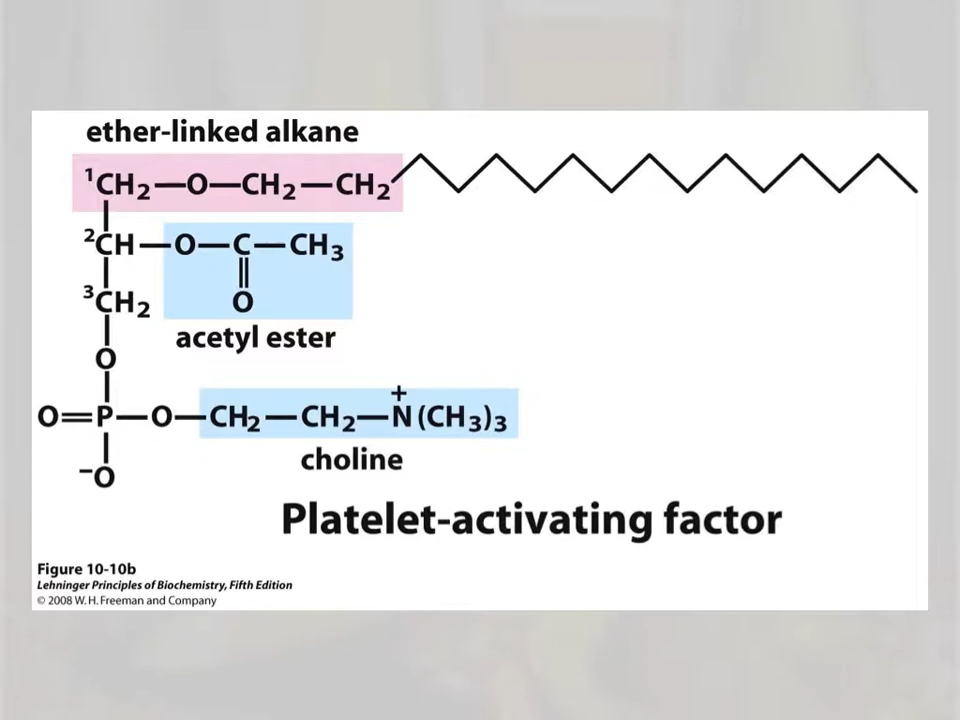 ether-linked alkane
¹CH₂—O—CH₂—CH₂
²CH—O—C—CH₃
³CH₂ O
acetyl ester
O
+
O=P—O—CH₂—CH₂—N(CH₃)₃
choline
⁻O
Platelet-activating factor
Figure 10-10b
Lehninger Principles of Biochemistry, Fifth Edition
© 2008 W. H. Freeman and Company